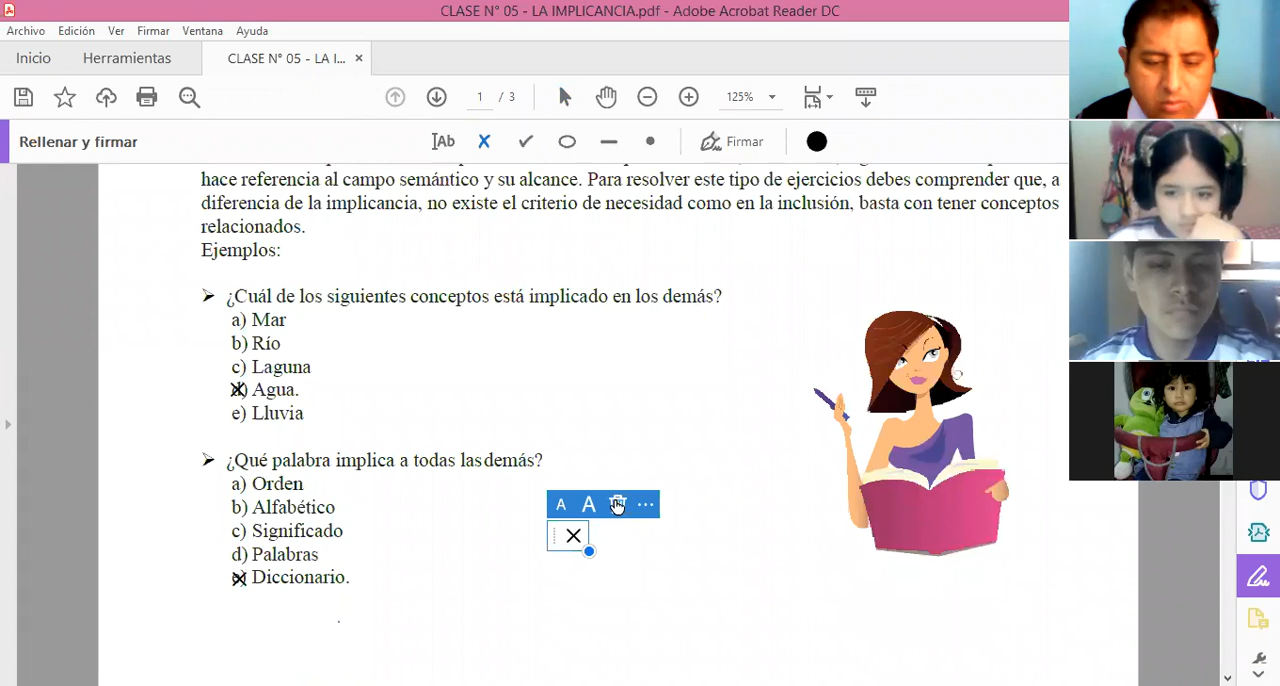 CLASE N° 05 - LA IMPLICANCIA.pdf - Adobe Acrobat Reader DC
Archivo Edición Ver Firmar Ventana Ayuda
Inicio Herramientas CLASE N° 05 - LA I... ×
1 / 3 125%
Rellenar y firmar Ab Firmar
hace referencia al campo semántico y su alcance. Para resolver este tipo de ejercicios debes comprender que, a
diferencia de la implicancia, no existe el criterio de necesidad como en la inclusión, basta con tener conceptos
relacionados.
Ejemplos:
¿Cuál de los siguientes conceptos está implicado en los demás?
a) Mar
b) Río
c) Laguna
d) Agua.
e) Lluvia
¿Qué palabra implica a todas las demás?
a) Orden
b) Alfabético
A A ...
c) Significado
d) Palabras
e) Diccionario.